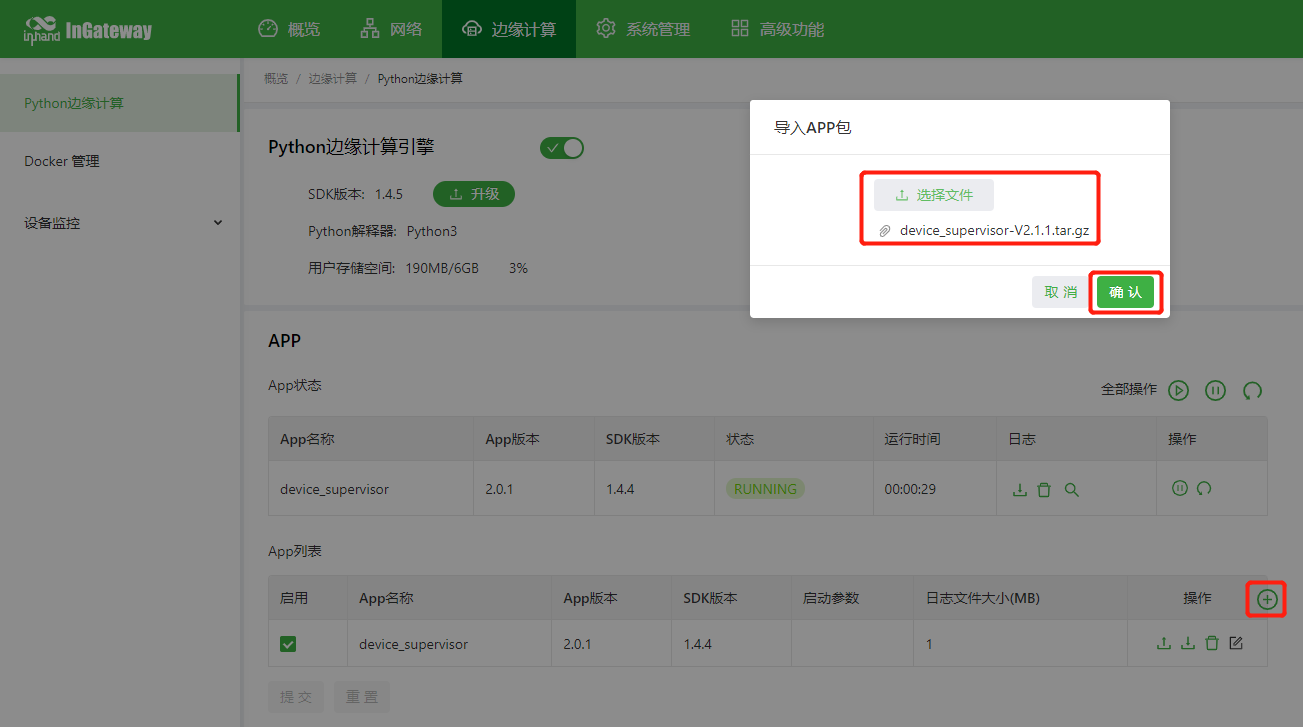 inhand InGateway 概览 网络 边缘计算 系统管理 高级功能
Python边缘计算
Docker 管理
设备监控
概览 / 边缘计算 / Python边缘计算
Python边缘计算引擎
SDK版本: 1.4.5 升级
Python解释器: Python3
用户存储空间: 190MB/6GB 3%
导入APP包
选择文件
device_supervisor-V2.1.1.tar.gz
取 消 确 认
APP
App状态
全部操作
App名称 App版本 SDK版本 状态 运行时间 日志 操作
device_supervisor 2.0.1 1.4.4 RUNNING 00:00:29
App列表
启用 App名称 App版本 SDK版本 启动参数 日志文件大小(MB) 操作
device_supervisor 2.0.1 1.4.4 1
提 交 重 置